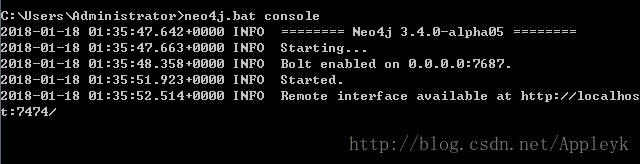 C:\Users\Administrator>neo4j.bat console
2018-01-18 01:35:47.642+0000 INFO  ======== Neo4j 3.4.0-alpha05 ========
2018-01-18 01:35:47.663+0000 INFO  Starting...
2018-01-18 01:35:48.358+0000 INFO  Bolt enabled on 0.0.0.0:7687.
2018-01-18 01:35:51.923+0000 INFO  Started.
2018-01-18 01:35:52.514+0000 INFO  Remote interface available at http://localhos
t:7474/
http://blog.csdn.net/Appleyk